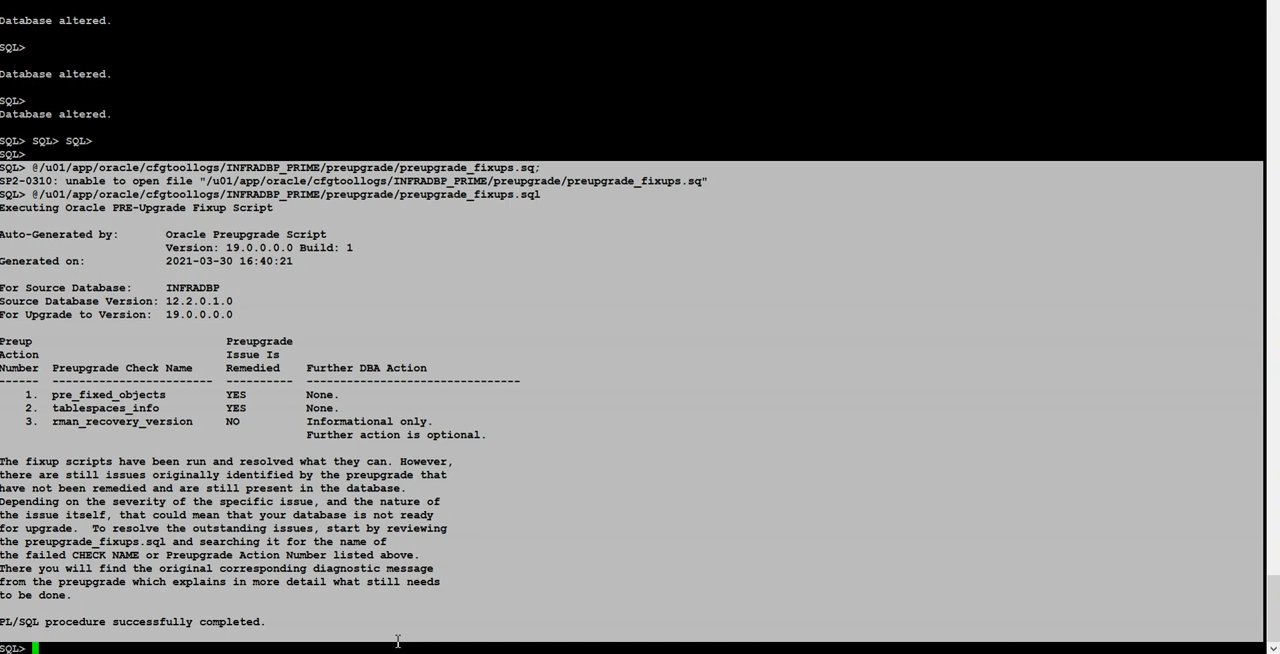 Database altered.
SQL>
Database altered.
SQL>
Database altered.
SQL> SQL> SQL>
SQL>
SQL> @/u01/app/oracle/cfgtoollogs/INFRADBP_PRIME/preupgrade/preupgrade_fixups.sq;
SP2-0310: unable to open file "/u01/app/oracle/cfgtoollogs/INFRADBP_PRIME/preupgrade/preupgrade_fixups.sq"
SQL> @/u01/app/oracle/cfgtoollogs/INFRADBP_PRIME/preupgrade/preupgrade_fixups.sql
Executing Oracle PRE-Upgrade Fixup Script
Auto-Generated by:       Oracle Preupgrade Script
                         Version: 19.0.0.0.0 Build: 1
Generated on:            2021-03-30 16:40:21
For Source Database:     INFRADBP
Source Database Version: 12.2.0.1.0
For Upgrade to Version:  19.0.0.0.0
Preup                             Preupgrade
Action                            Issue Is
Number  Preupgrade Check Name     Remedied    Further DBA Action
------  ------------------------  ----------  --------------------------------
    1.  pre_fixed_objects         YES         None.
    2.  tablespaces_info          YES         None.
    3.  rman_recovery_version     NO          Informational only.
                                              Further action is optional.
The fixup scripts have been run and resolved what they can. However,
there are still issues originally identified by the preupgrade that
have not been remedied and are still present in the database.
Depending on the severity of the specific issue, and the nature of
the issue itself, that could mean that your database is not ready
for upgrade.  To resolve the outstanding issues, start by reviewing
the preupgrade_fixups.sql and searching it for the name of
the failed CHECK NAME or Preupgrade Action Number listed above.
There you will find the original corresponding diagnostic message
from the preupgrade which explains in more detail what still needs
to be done.
PL/SQL procedure successfully completed.
SQL>